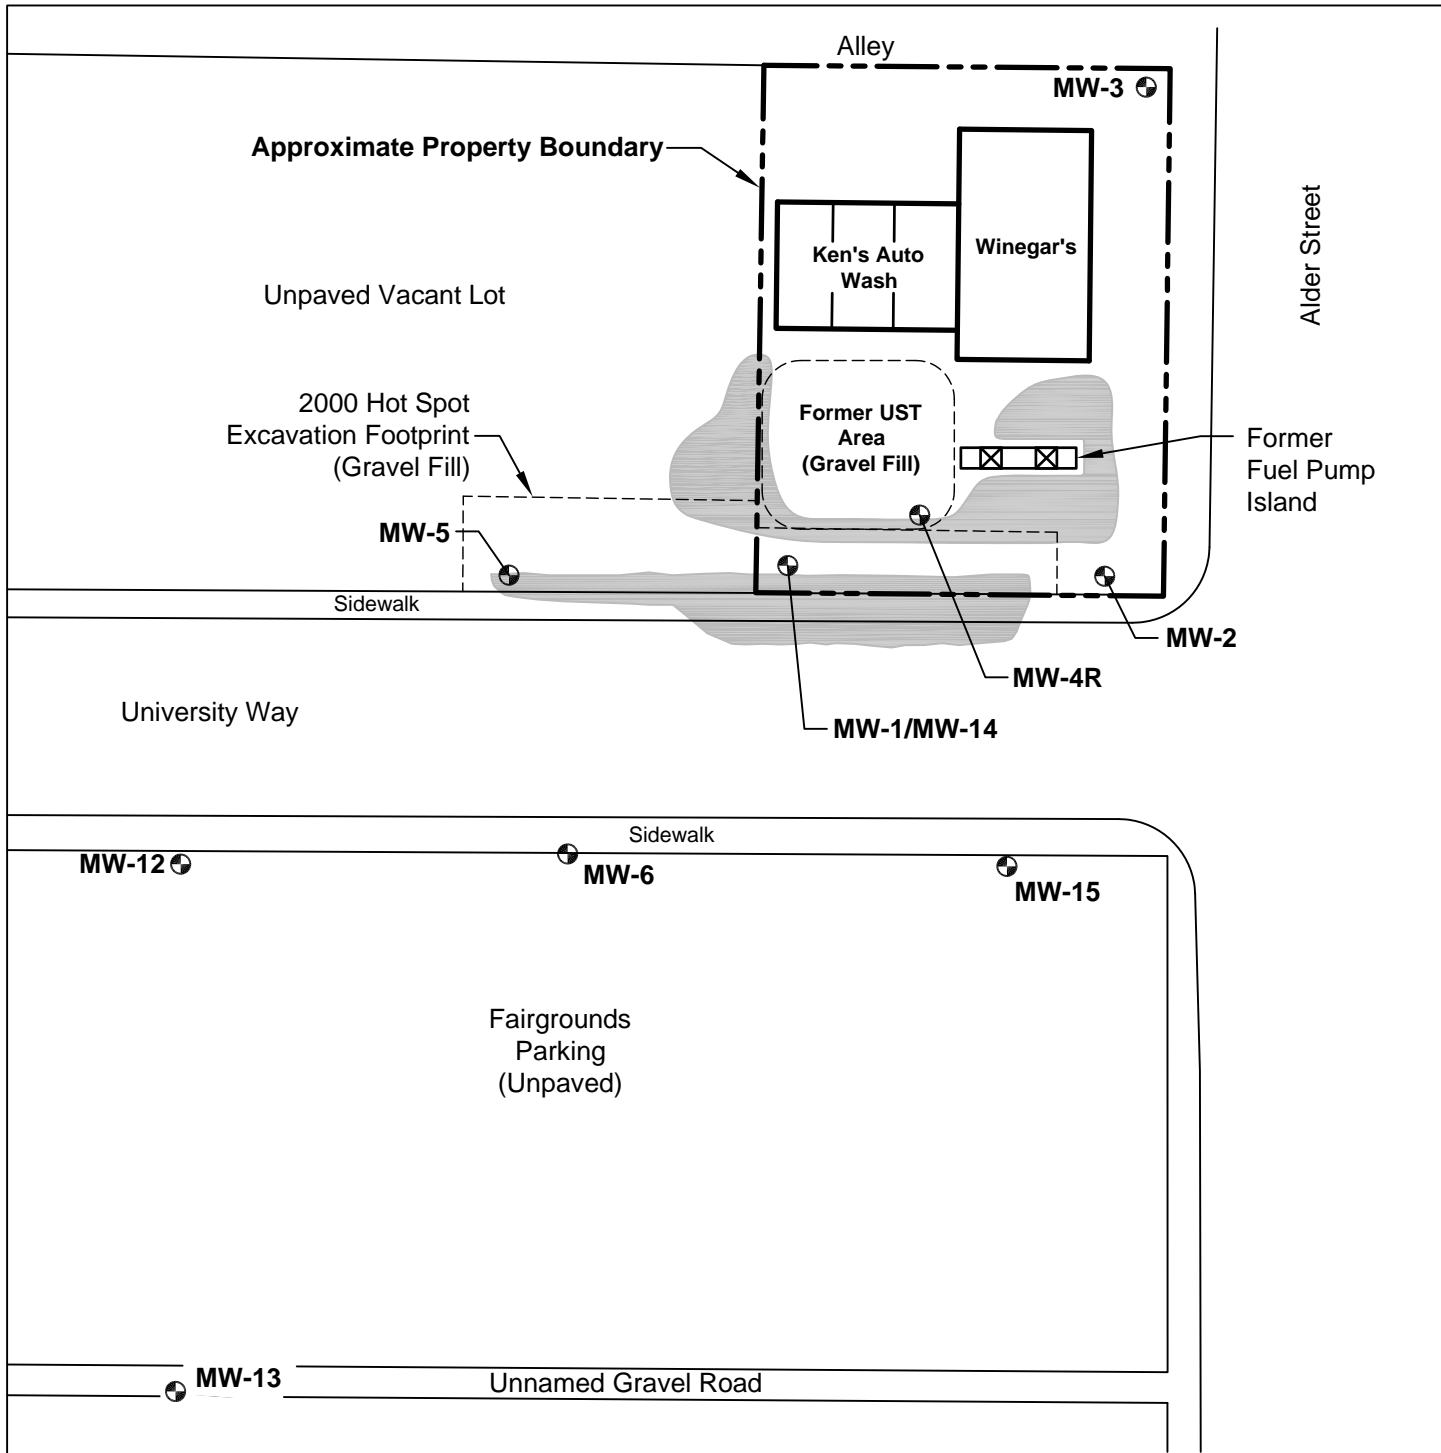 Alley
MW-3
Approximate Property Boundary
Alder Street
Ken's Auto
Wash
Winegar's
Unpaved Vacant Lot
2000 Hot Spot
Excavation Footprint
(Gravel Fill)
Former UST
Area
(Gravel Fill)
Former
Fuel Pump
Island
MW-5
Sidewalk
MW-2
MW-4R
University Way
MW-1/MW-14
Sidewalk
MW-12
MW-6
MW-15
Fairgrounds
Parking
(Unpaved)
MW-13
Unnamed Gravel Road